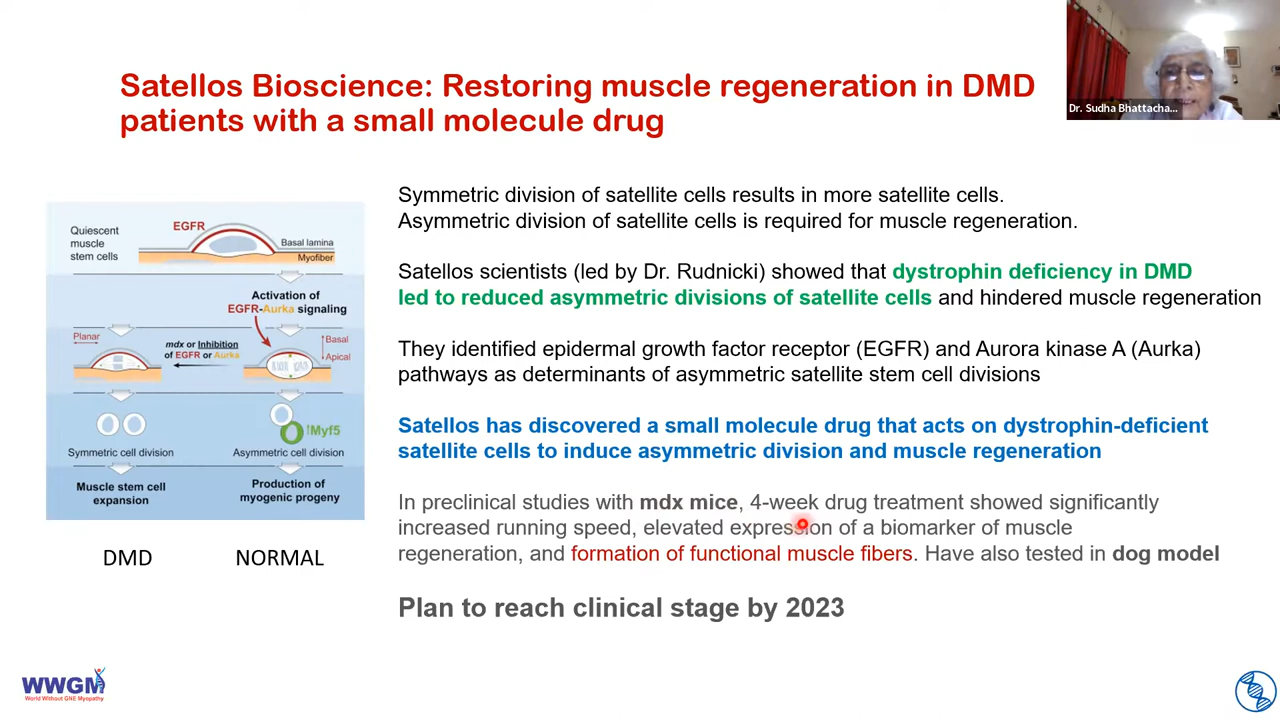 Satellos Bioscience: Restoring muscle regeneration in DMD
patients with a small molecule drug
Dr. Sudha Bhattacha...
Symmetric division of satellite cells results in more satellite cells.
Asymmetric division of satellite cells is required for muscle regeneration.
Satellos scientists (led by Dr. Rudnicki) showed that dystrophin deficiency in DMD
led to reduced asymmetric divisions of satellite cells and hindered muscle regeneration
They identified epidermal growth factor receptor (EGFR) and Aurora kinase A (Aurka)
pathways as determinants of asymmetric satellite stem cell divisions
Satellos has discovered a small molecule drug that acts on dystrophin-deficient
satellite cells to induce asymmetric division and muscle regeneration
In preclinical studies with mdx mice, 4-week drug treatment showed significantly
increased running speed, elevated expression of a biomarker of muscle
regeneration, and formation of functional muscle fibers. Have also tested in dog model
Plan to reach clinical stage by 2023
Quiescent
muscle
stem cells
EGFR
Basal lamina
Myofiber
Activation of
EGFR-Aurka signaling
Planar
mdx or Inhibition
of EGFR or Aurka
Basal
Apical
↑Myf5
Symmetric cell division
Asymmetric cell division
Muscle stem cell
expansion
Production of
myogenic progeny
DMD
NORMAL
WWGM
World Without GNE Myopathy